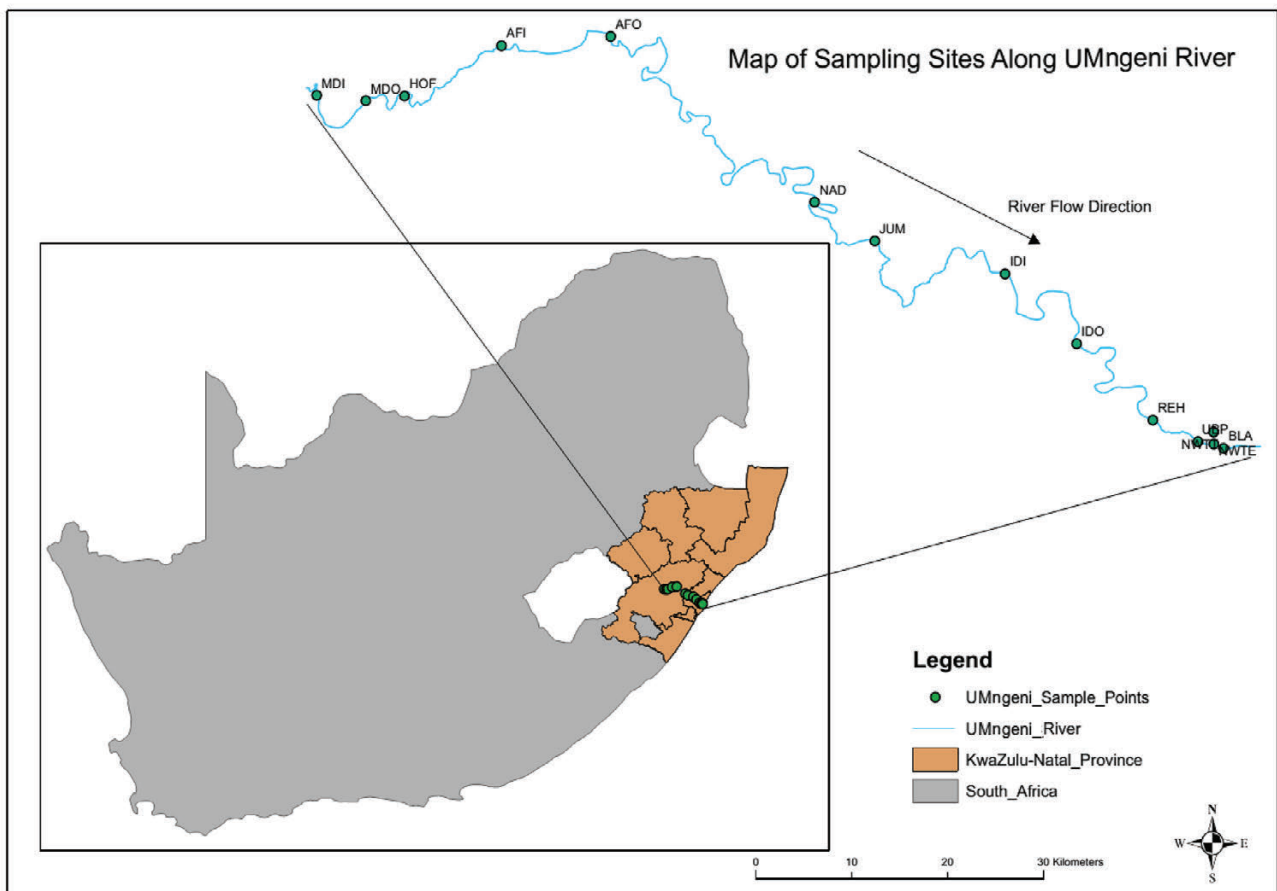 Map of Sampling Sites Along UMngeni River
AFI
AFO
MDI
MDO
HOF
NAD
River Flow Direction
JUM
IDI
IDO
REH
BLA
NWTE
Legend
UMngeni_Sample_Points
UMngeni_River
KwaZulu-Natal_Province
South_Africa
N
W
E
S
0
10
20
30 Kilometers